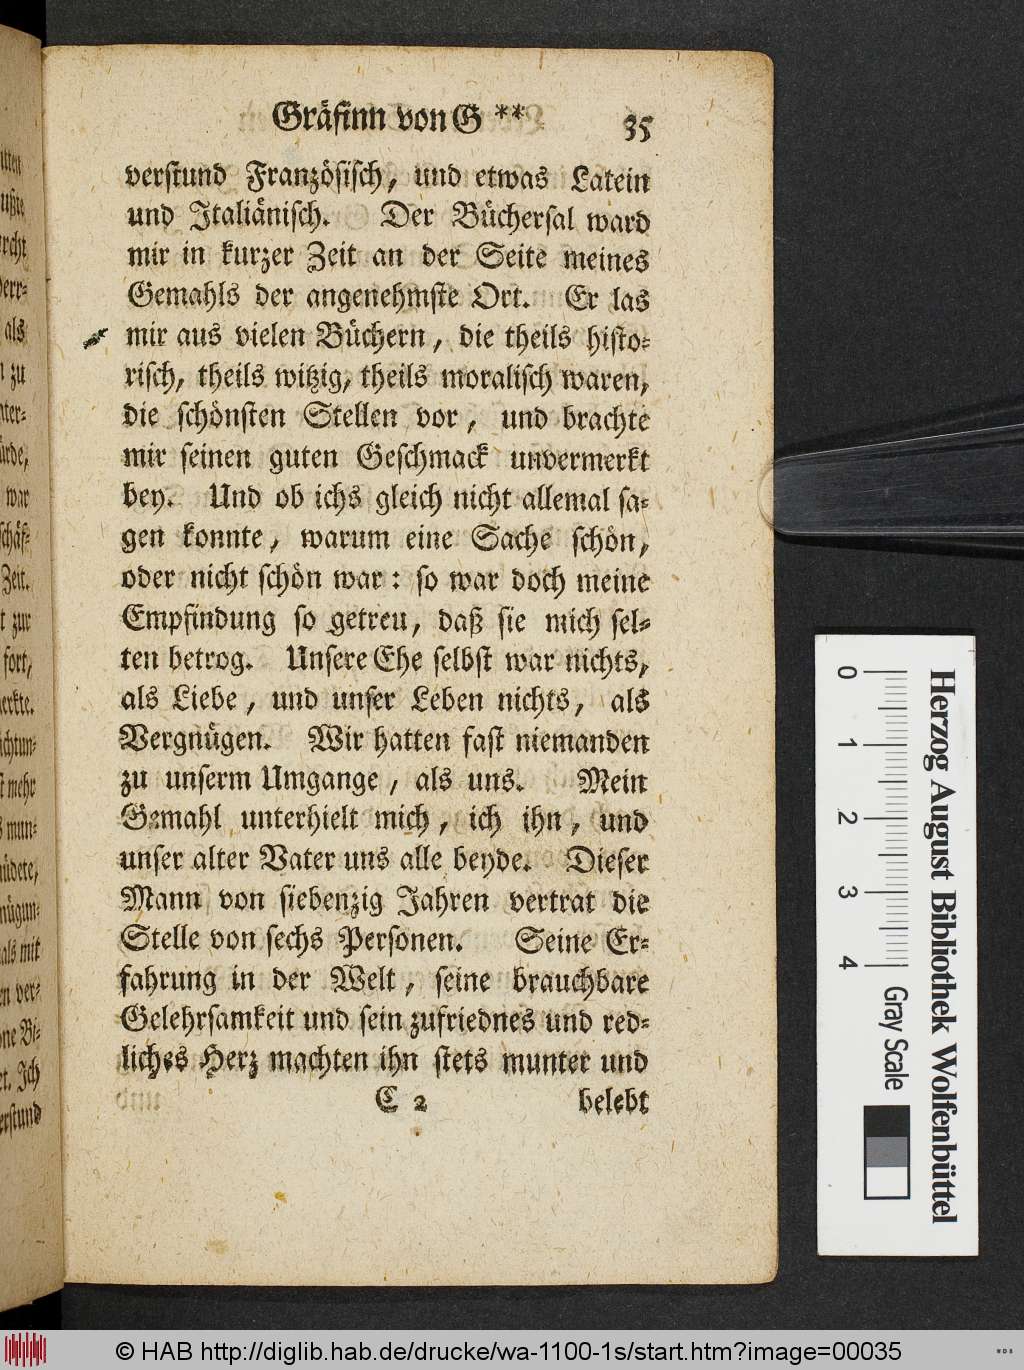 Gräfinn von G ** 35
verstund Französisch, und etwas Latein
und Italiänisch. Der Büchersal ward
mir in kurzer Zeit an der Seite meines
Gemahls der angenehmste Ort. Er las
mir aus vielen Büchern, die theils histo-
risch, theils witzig, theils moralisch waren,
die schönsten Stellen vor, und brachte
mir seinen guten Geschmack unvermerkt
bey. Und ob ichs gleich nicht allemal sa-
gen konnte, warum eine Sache schön,
oder nicht schön war: so war doch meine
Empfindung so getreu, daß sie mich sel-
ten betrog. Unsere Ehe selbst war nichts,
als Liebe, und unser Leben nichts, als
Vergnügen. Wir hatten fast niemanden
zu unserm Umgange, als uns. Mein
Gemahl unterhielt mich, ich ihn, und
unser alter Vater uns alle beyde. Dieser
Mann von siebenzig Jahren vertrat die
Stelle von sechs Personen. Seine Er-
fahrung in der Welt, seine brauchbare
Gelehrsamkeit und sein zufriednes und red-
liches Herz machten ihn stets munter und
C 2 belebt
0 1 2 3 4 Gray Scale
Herzog August Bibliothek Wolfenbüttel
© HAB http://diglib.hab.de/drucke/wa-1100-1s/start.htm?image=00035